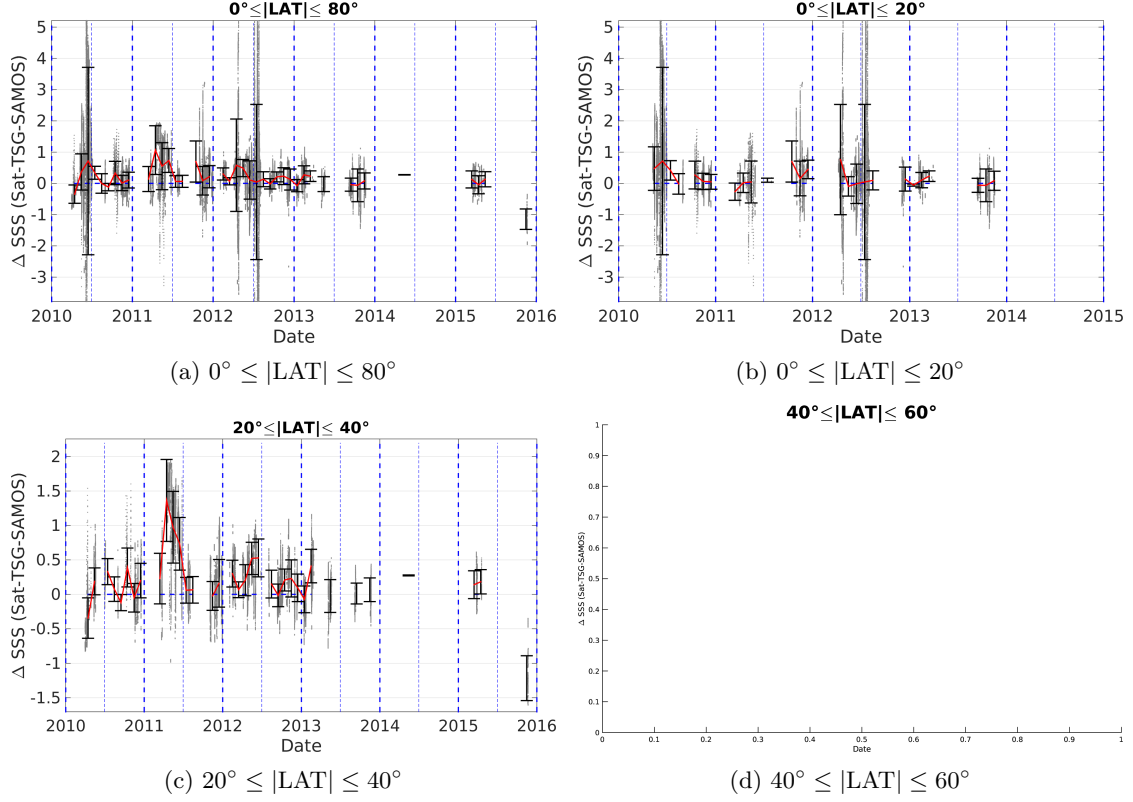 0°≤|LAT|≤ 80°
5
4
3
2
1
0
-1
-2
-3
Δ SSS (Sat-TSG-SAMOS)
2010 2011 2012 2013 2014 2015 2016
Date
(a) 0° ≤ |LAT| ≤ 80°
0°≤|LAT|≤ 20°
5
4
3
2
1
0
-1
-2
-3
Δ SSS (Sat-TSG-SAMOS)
2010 2011 2012 2013 2014 2015
Date
(b) 0° ≤ |LAT| ≤ 20°
20°≤|LAT|≤ 40°
2
1.5
1
0.5
0
-0.5
-1
-1.5
Δ SSS (Sat-TSG-SAMOS)
2010 2011 2012 2013 2014 2015 2016
Date
(c) 20° ≤ |LAT| ≤ 40°
40°≤|LAT|≤ 60°
1
0.9
0.8
0.7
0.6
0.5
0.4
0.3
0.2
0.1
0
Δ SSS (Sat-TSG-SAMOS)
0 0.1 0.2 0.3 0.4 0.5 0.6 0.7 0.8 0.9 1
Date
(d) 40° ≤ |LAT| ≤ 60°